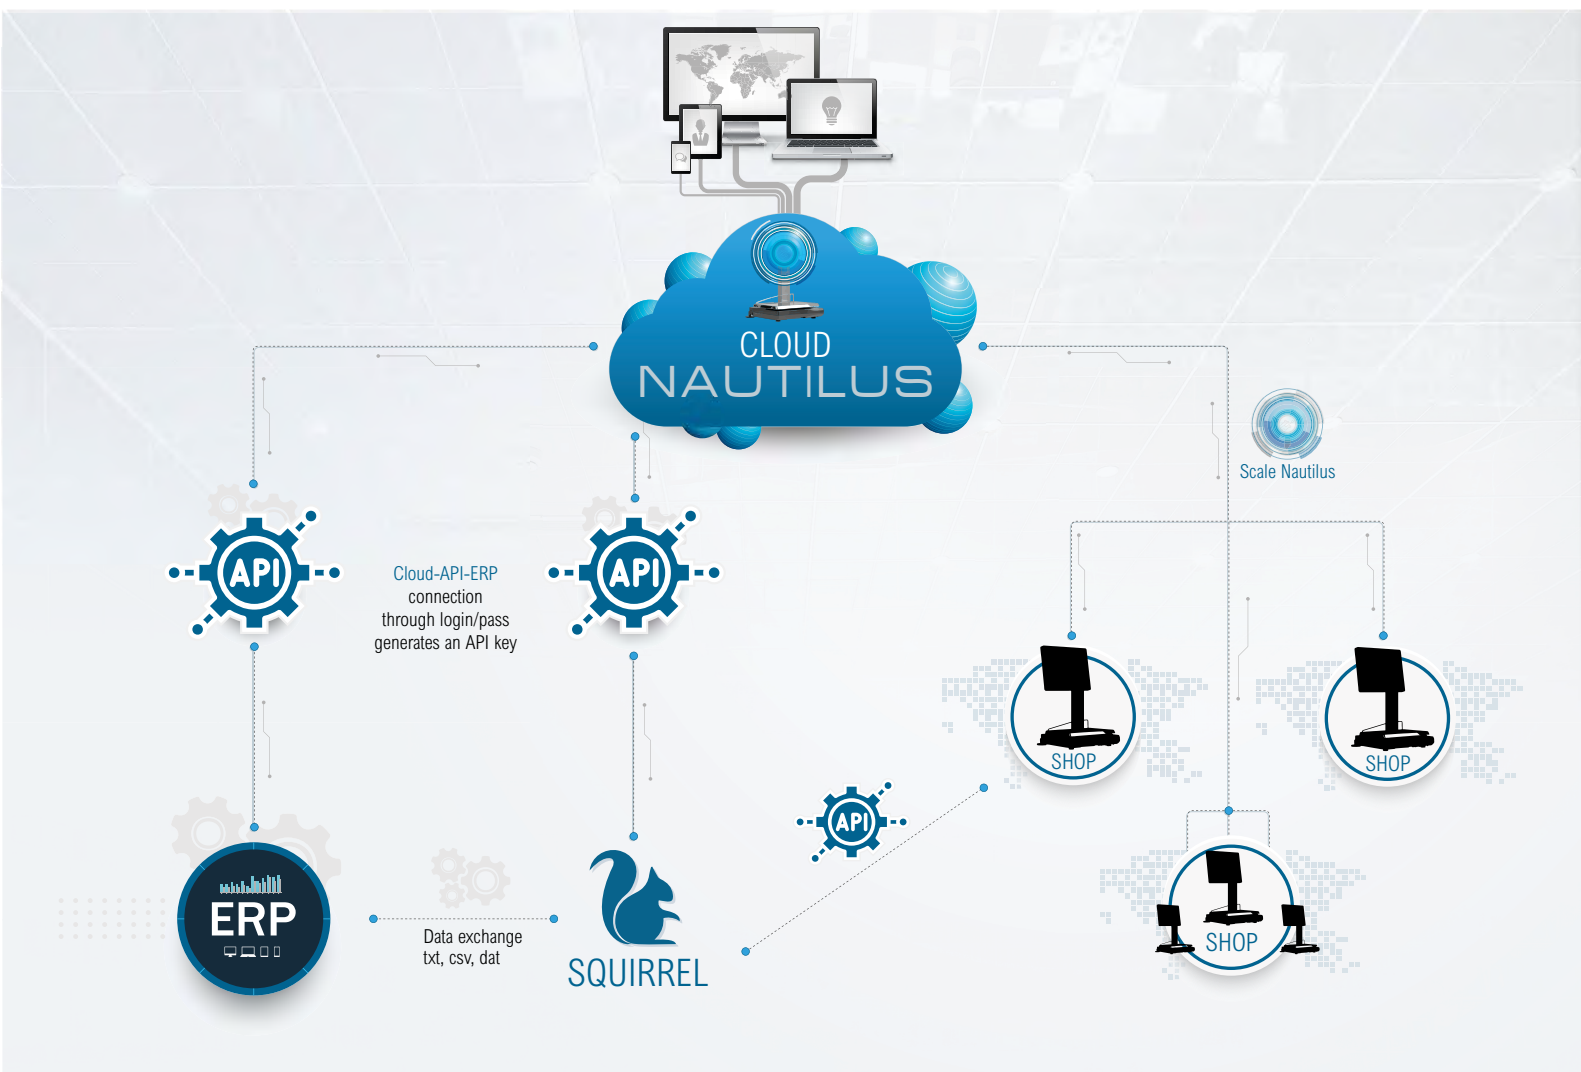 CLOUD
NAUTILUS
Scale Nautilus
API
API
Cloud-API-ERP
connection
through login/pass
generates an API key
SHOP
SHOP
API
ERP
Data exchange
txt, csv, dat
SQUIRREL
SHOP